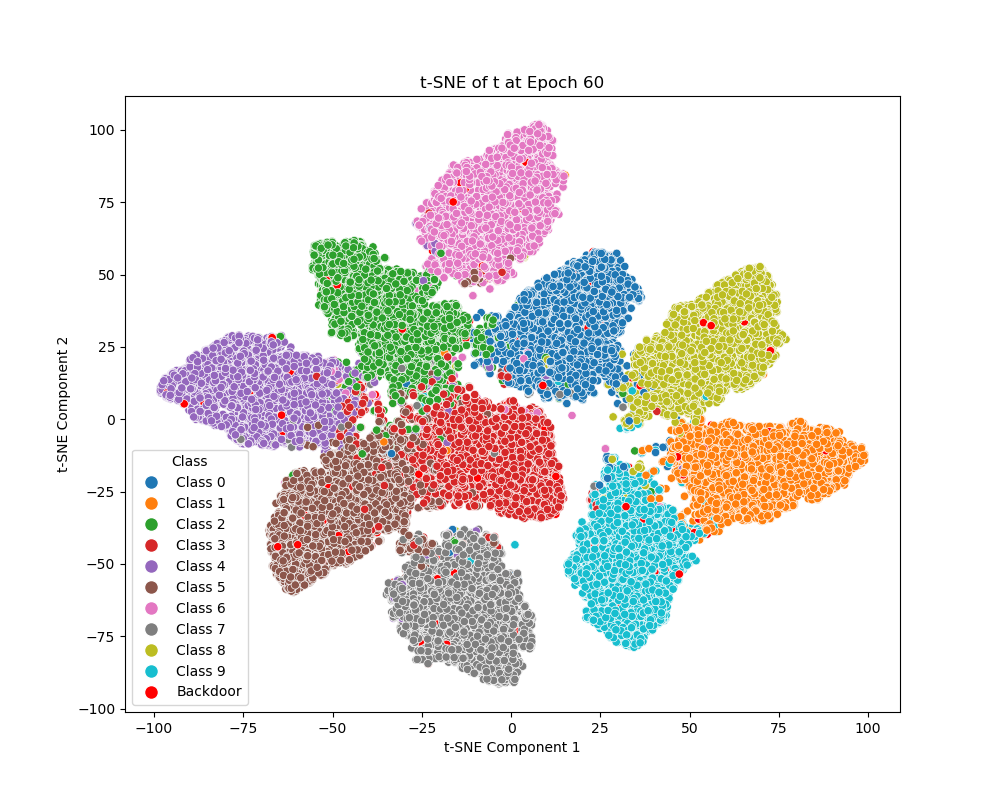 t-SNE of t at Epoch 60
t-SNE Component 2
100
75
50
25
0
−25
−50
−75
−100
Class
Class 0
Class 1
Class 2
Class 3
Class 4
Class 5
Class 6
Class 7
Class 8
Class 9
Backdoor
−100 −75 −50 −25 0 25 50 75 100
t-SNE Component 1